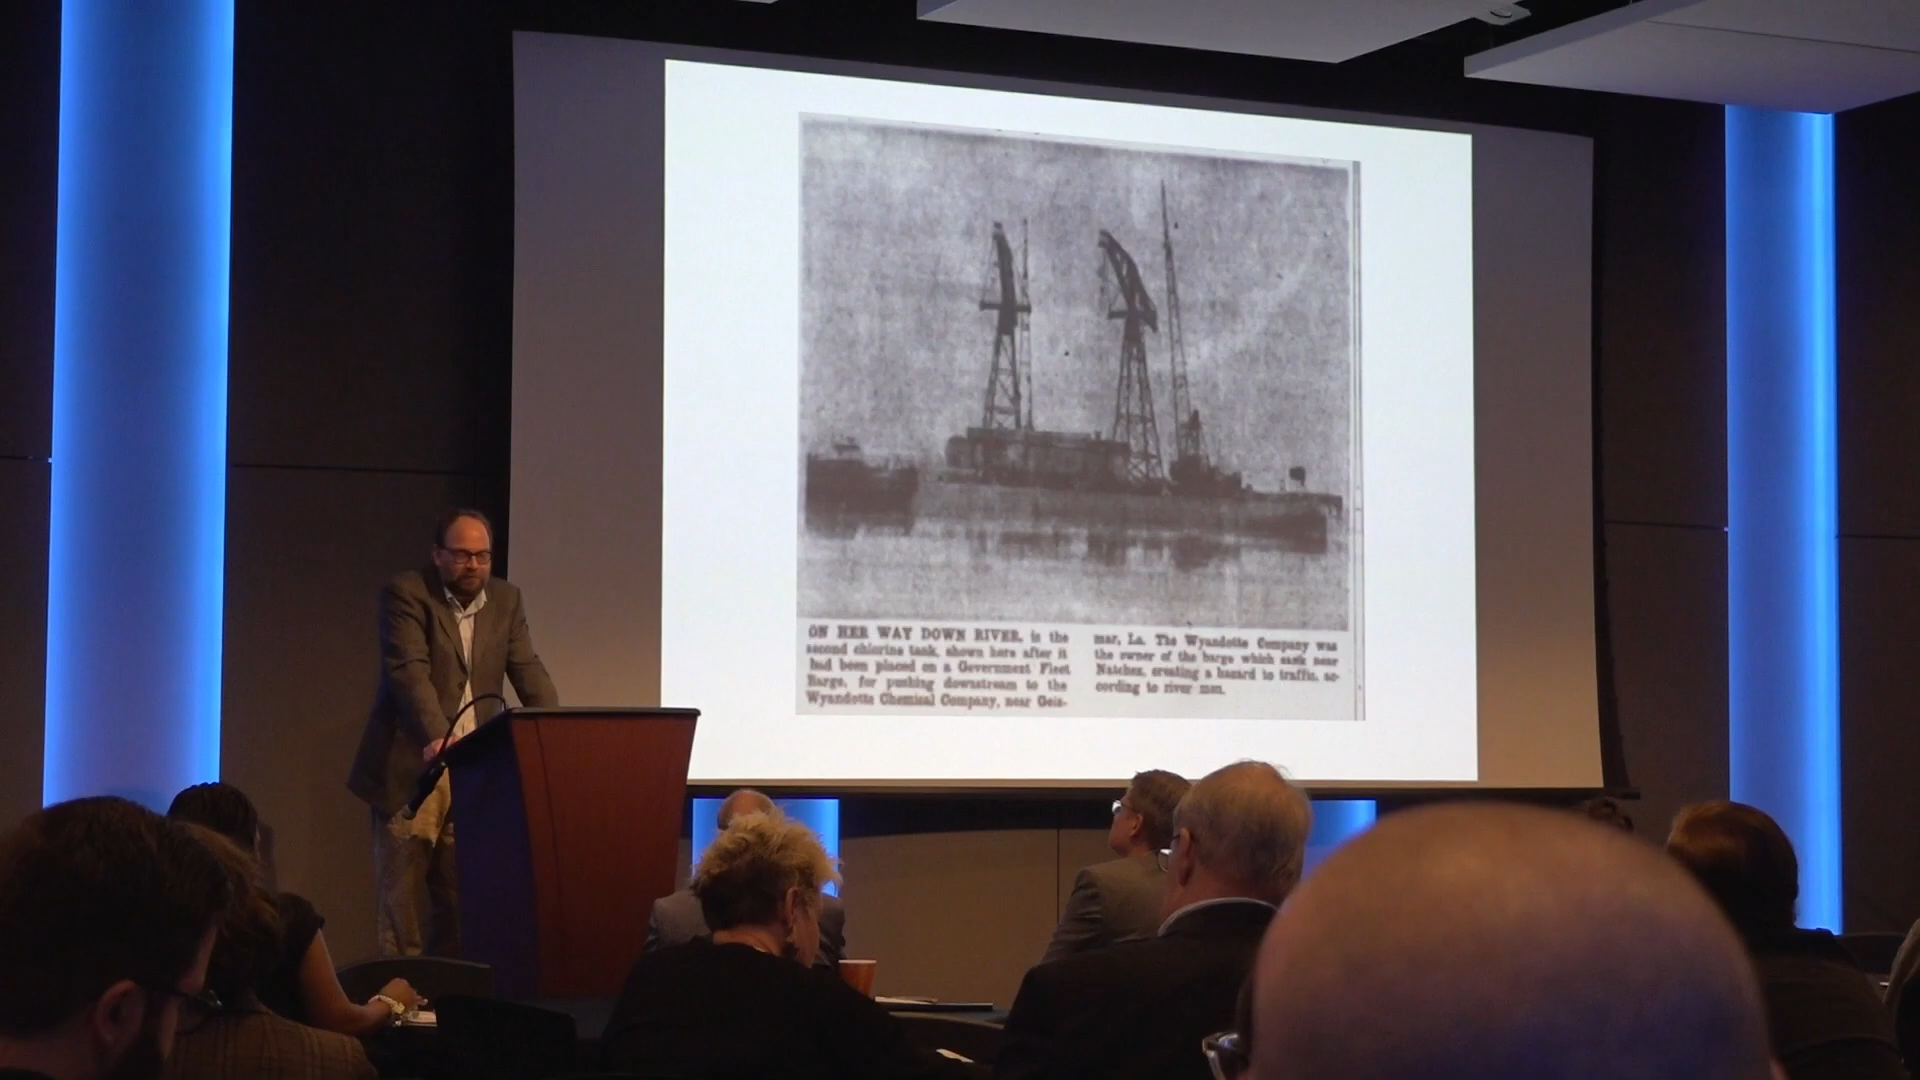 ON HER WAY DOWN RIVER, is the
second chlorine tank, shown here after it
had been placed on a Government Fleet
Barge, for pushing downstream to the
Wyandotte Chemical Company, near Geis-
mar, La. The Wyandotte Company was
the owner of the barge which sank near
Natchez, creating a hazard to traffic, ac-
cording to river men.